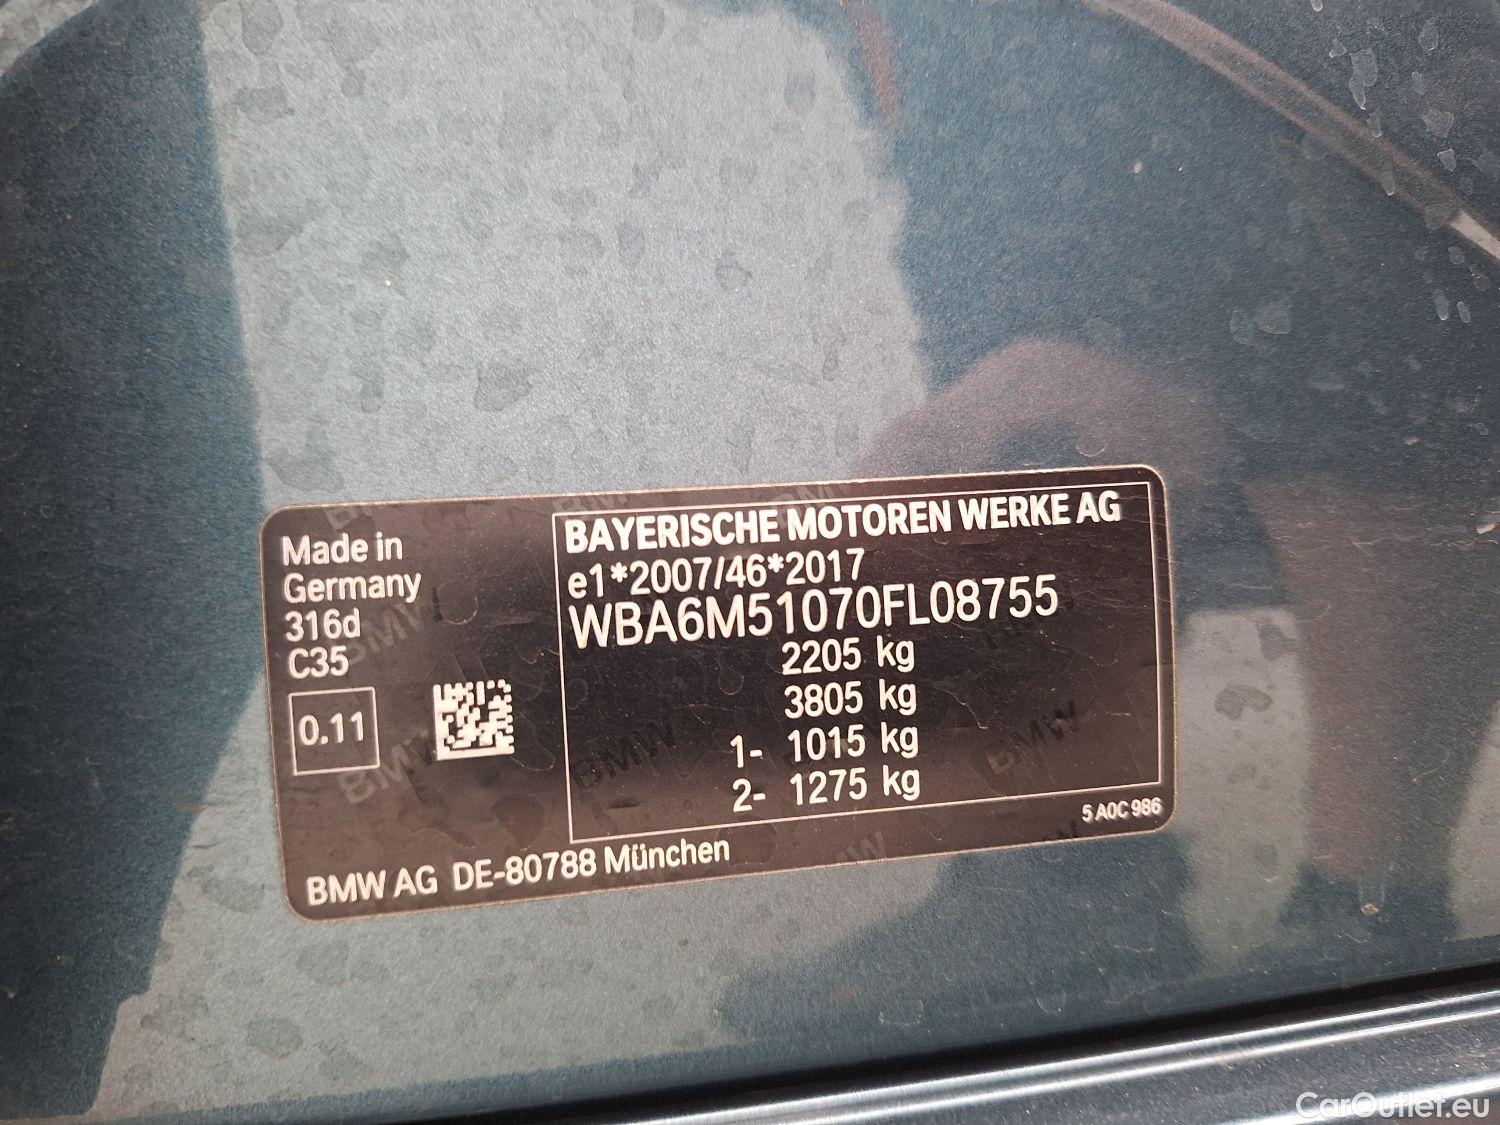 Made in
Germany
316d
C35
0.11
BAYERISCHE MOTOREN WERKE AG
e1*2007/46*2017
WBA6M51070FL08755
2205 kg
3805 kg
1- 1015 kg
2- 1275 kg
5 A0C 986
BMW AG DE-80788 München
CarOutlet.eu